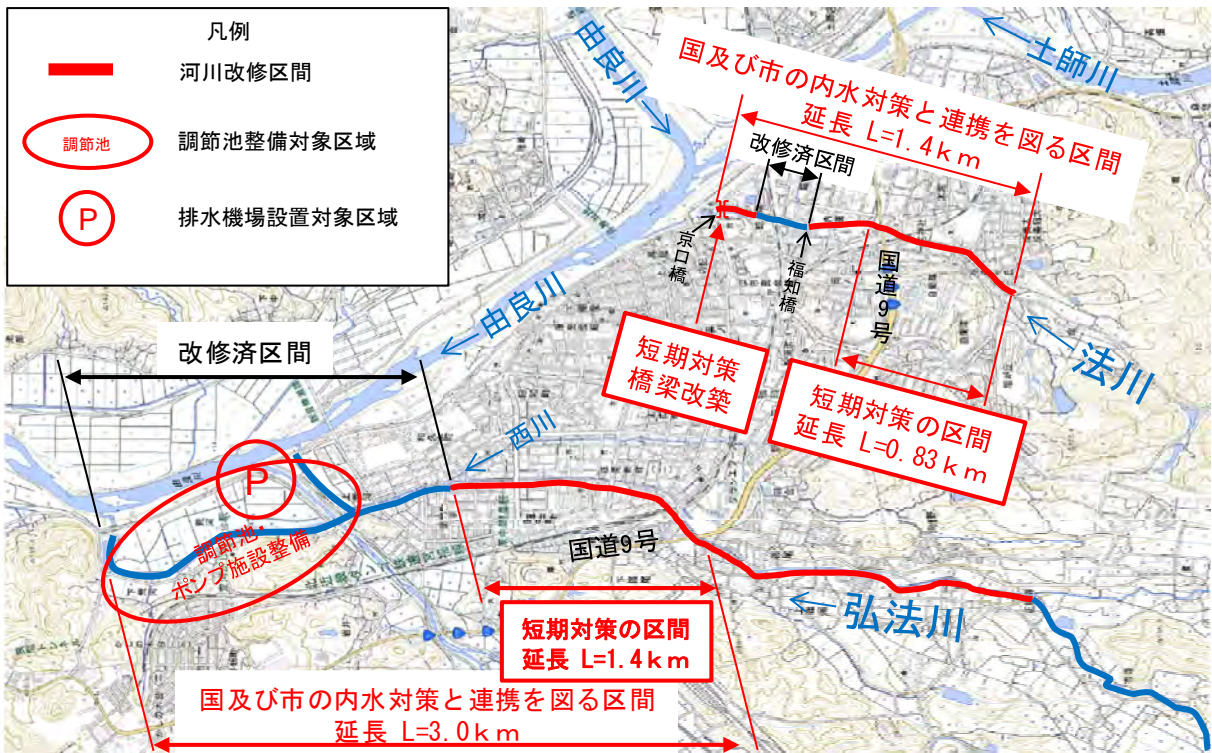 凡例
河川改修区間
調節池
調節池整備対象区域
P
排水機場設置対象区域
由良川
土師川
国及び市の内水対策と連携を図る区間
延長 L=1.4km
改修済区間
京口橋
福知橋
国道9号
法川
短期対策
橋梁改築
短期対策の区間
延長 L=0.83km
由良川
改修済区間
西川
P
調節池・
ポンプ施設整備
国道9号
弘法川
短期対策の区間
延長 L=1.4km
国及び市の内水対策と連携を図る区間
延長 L=3.0km